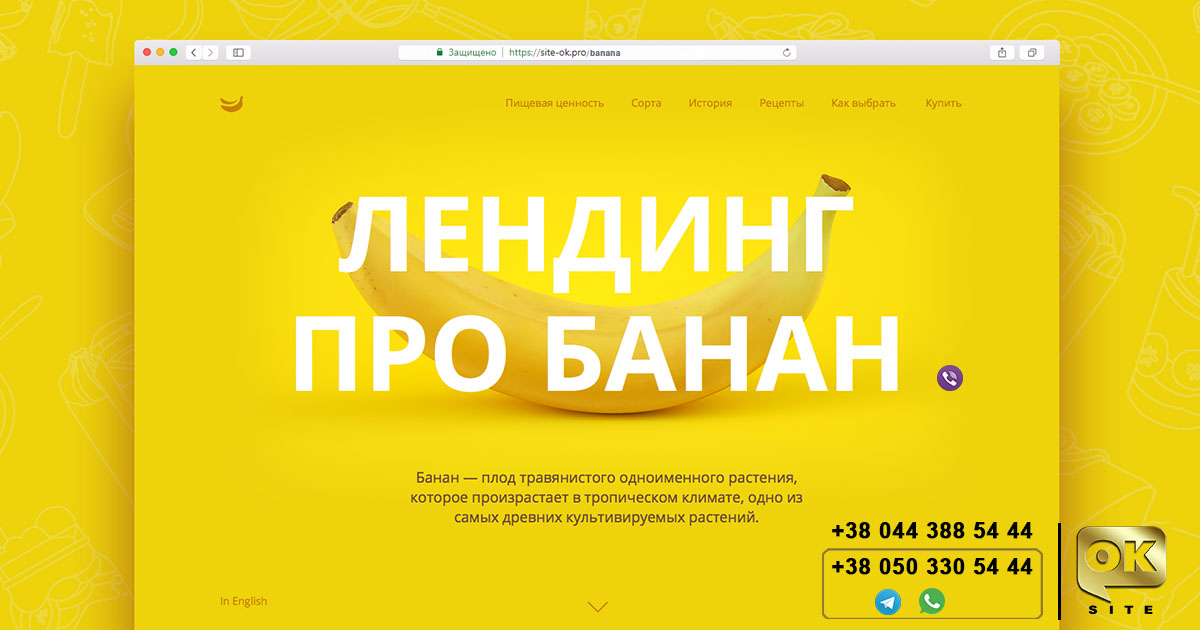 Защищено
https://site-ok.pro/banana
Пищевая ценность Сорта История Рецепты Как выбрать Купить
ЛЕНДИНГ
ПРО БАНАН
Банан — плод травянистого одноименного растения,
которое произрастает в тропическом климате, одно из
самых древних культивируемых растений.
+38 044 388 54 44
+38 050 330 54 44
OK
SITE
In English